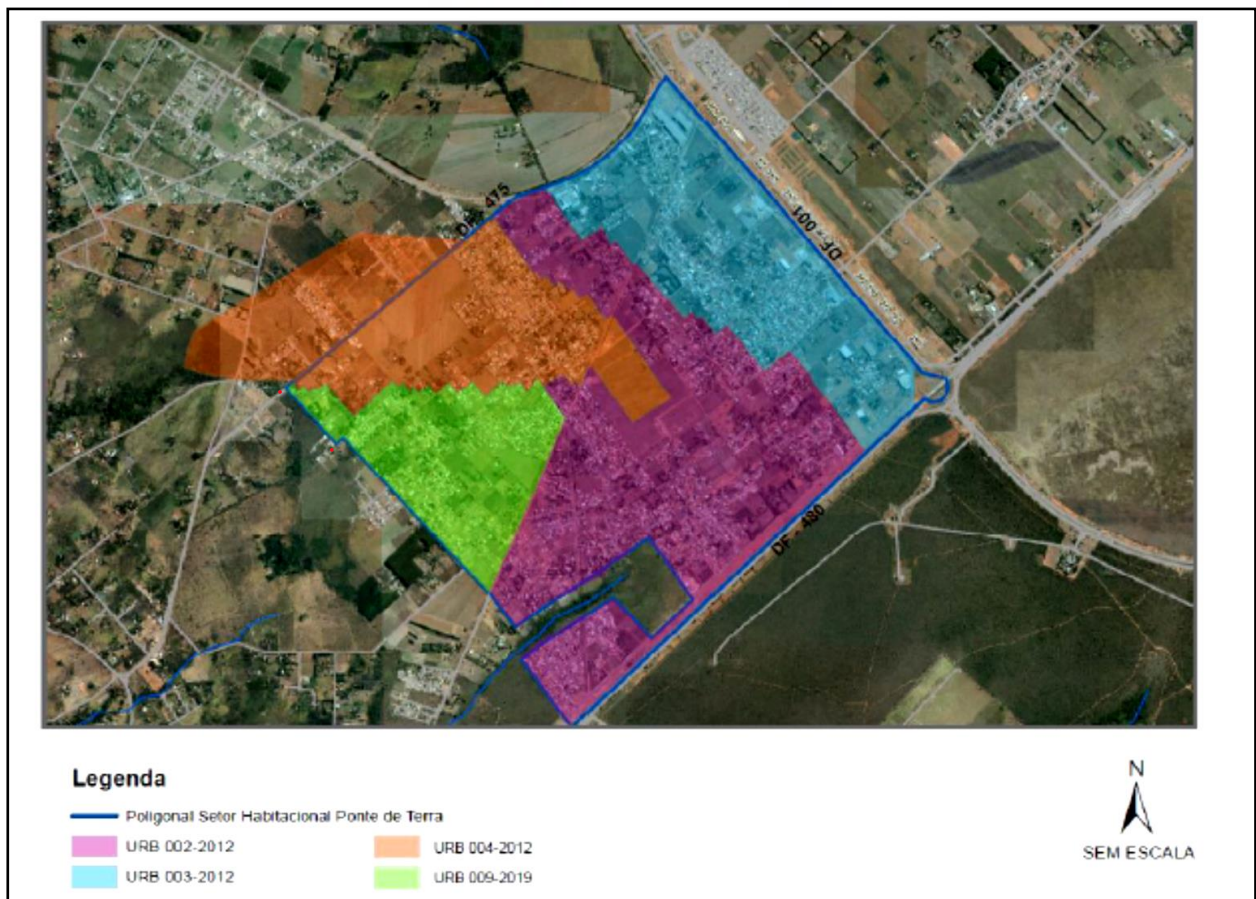 DF - 475
DF - 001
DF - 480
Legenda
Poligonal Setor Habitacional Ponte de Terra
URB 002-2012
URB 004-2012
URB 003-2012
URB 009-2019
N
SEM ESCALA